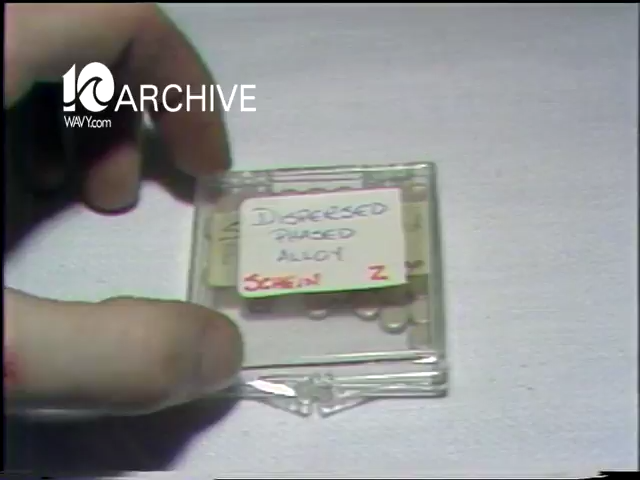 10 ARCHIVE
WAVY.com
DISPERSED
PHASED
ALLOY
SCHEIN Z